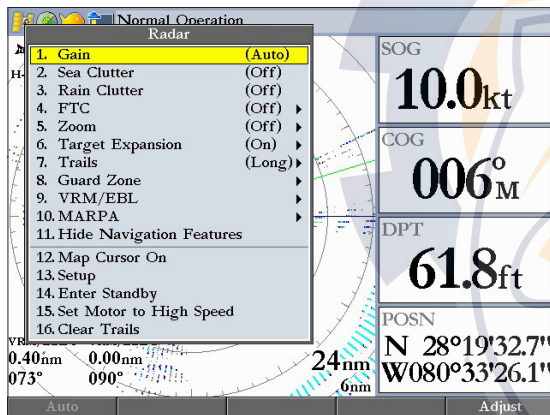 Normal Operation
Radar
1. Gain (Auto)
2. Sea Clutter (Off)
3. Rain Clutter (Off)
4. FTC (Off)
5. Zoom (Off)
6. Target Expansion (On)
7. Trails (Long)
8. Guard Zone
9. VRM/EBL
10. MARPA
11. Hide Navigation Features
12. Map Cursor On
13. Setup
14. Enter Standby
15. Set Motor to High Speed
16. Clear Trails
0.40nm 0.00nm
073° 090°
24nm
6nm
SOG
10.0kt
COG
006°M
DPT
61.8ft
POSN
N 28°19'32.7"
W080°33'26.1"
Auto
Adjust